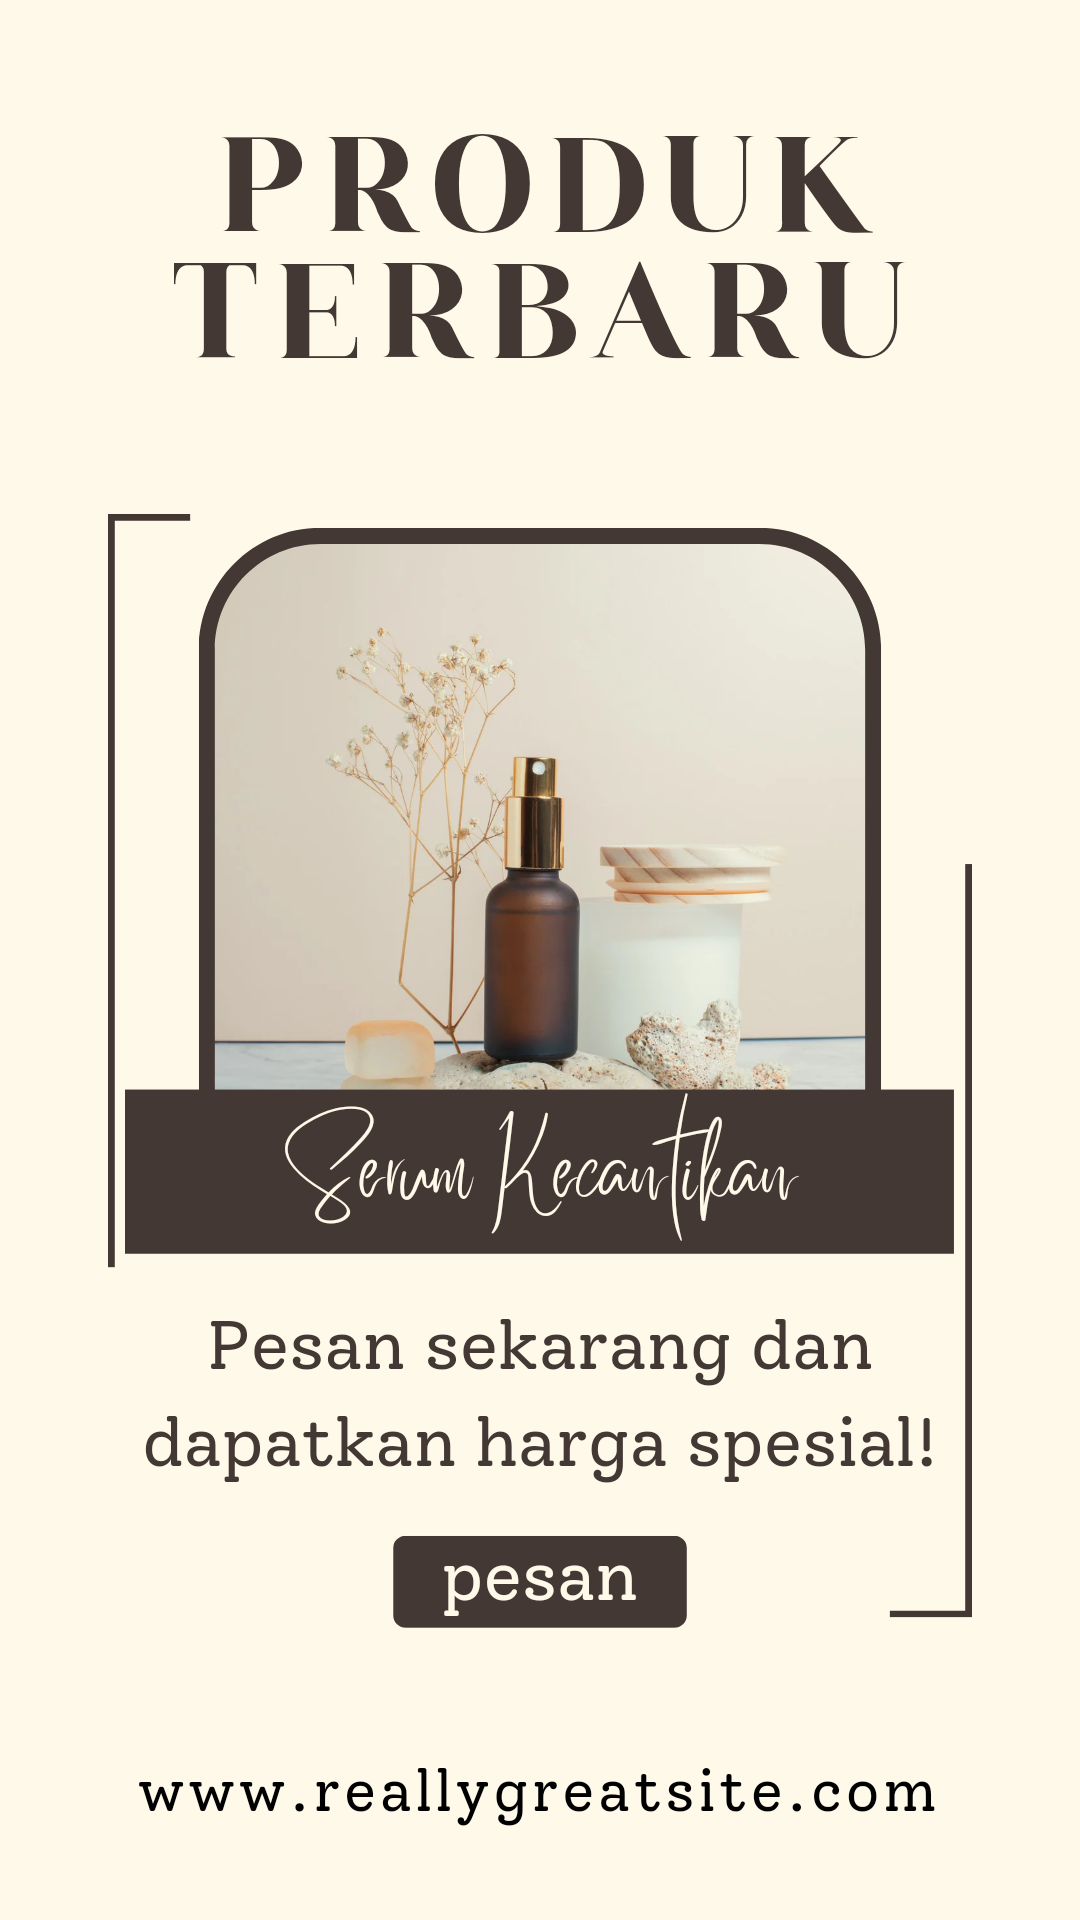 PRODUK
TERBARU
Serum Kecantikan
Pesan sekarang dan
dapatkan harga spesial!
pesan
www.reallygreatsite.com